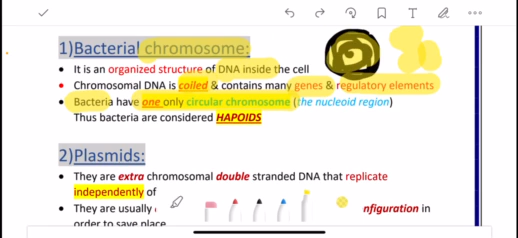 1)Bacterial chromosome:
• It is an organized structure of DNA inside the cell
• Chromosomal DNA is coiled & contains many genes & regulatory elements
• Bacteria have one only circular chromosome (the nucleoid region)
Thus bacteria are considered HAPOIDS
2)Plasmids:
• They are extra chromosomal double stranded DNA that replicate
independently of
• They are usually nfiguration in
order to save place